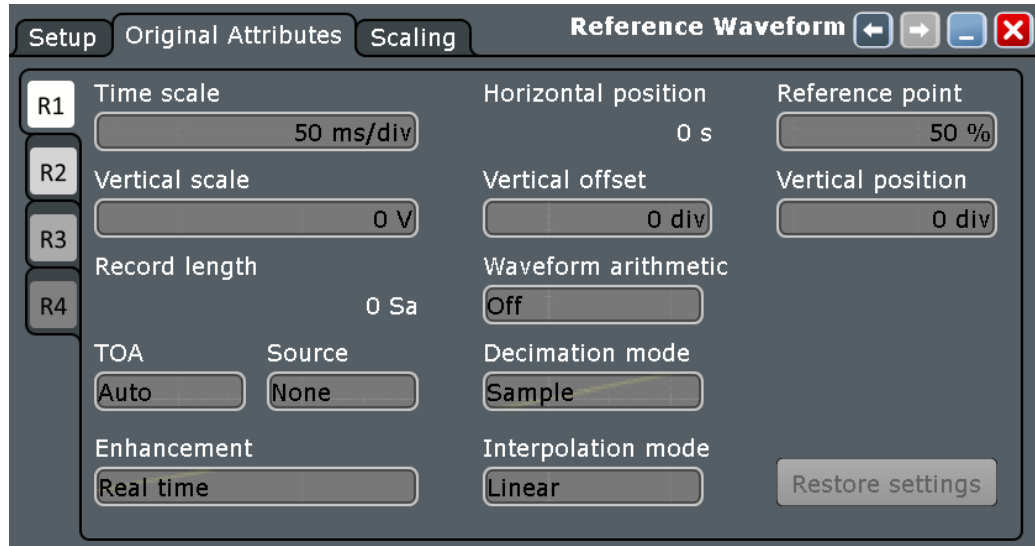 Setup Original Attributes Scaling Reference Waveform
R1
R2
R3
R4
Time scale Horizontal position Reference point
50 ms/div 0 s 50 %
Vertical scale Vertical offset Vertical position
0 V 0 div 0 div
Record length Waveform arithmetic
0 Sa Off
TOA Source Decimation mode
Auto None Sample
Enhancement Interpolation mode
Real time Linear Restore settings